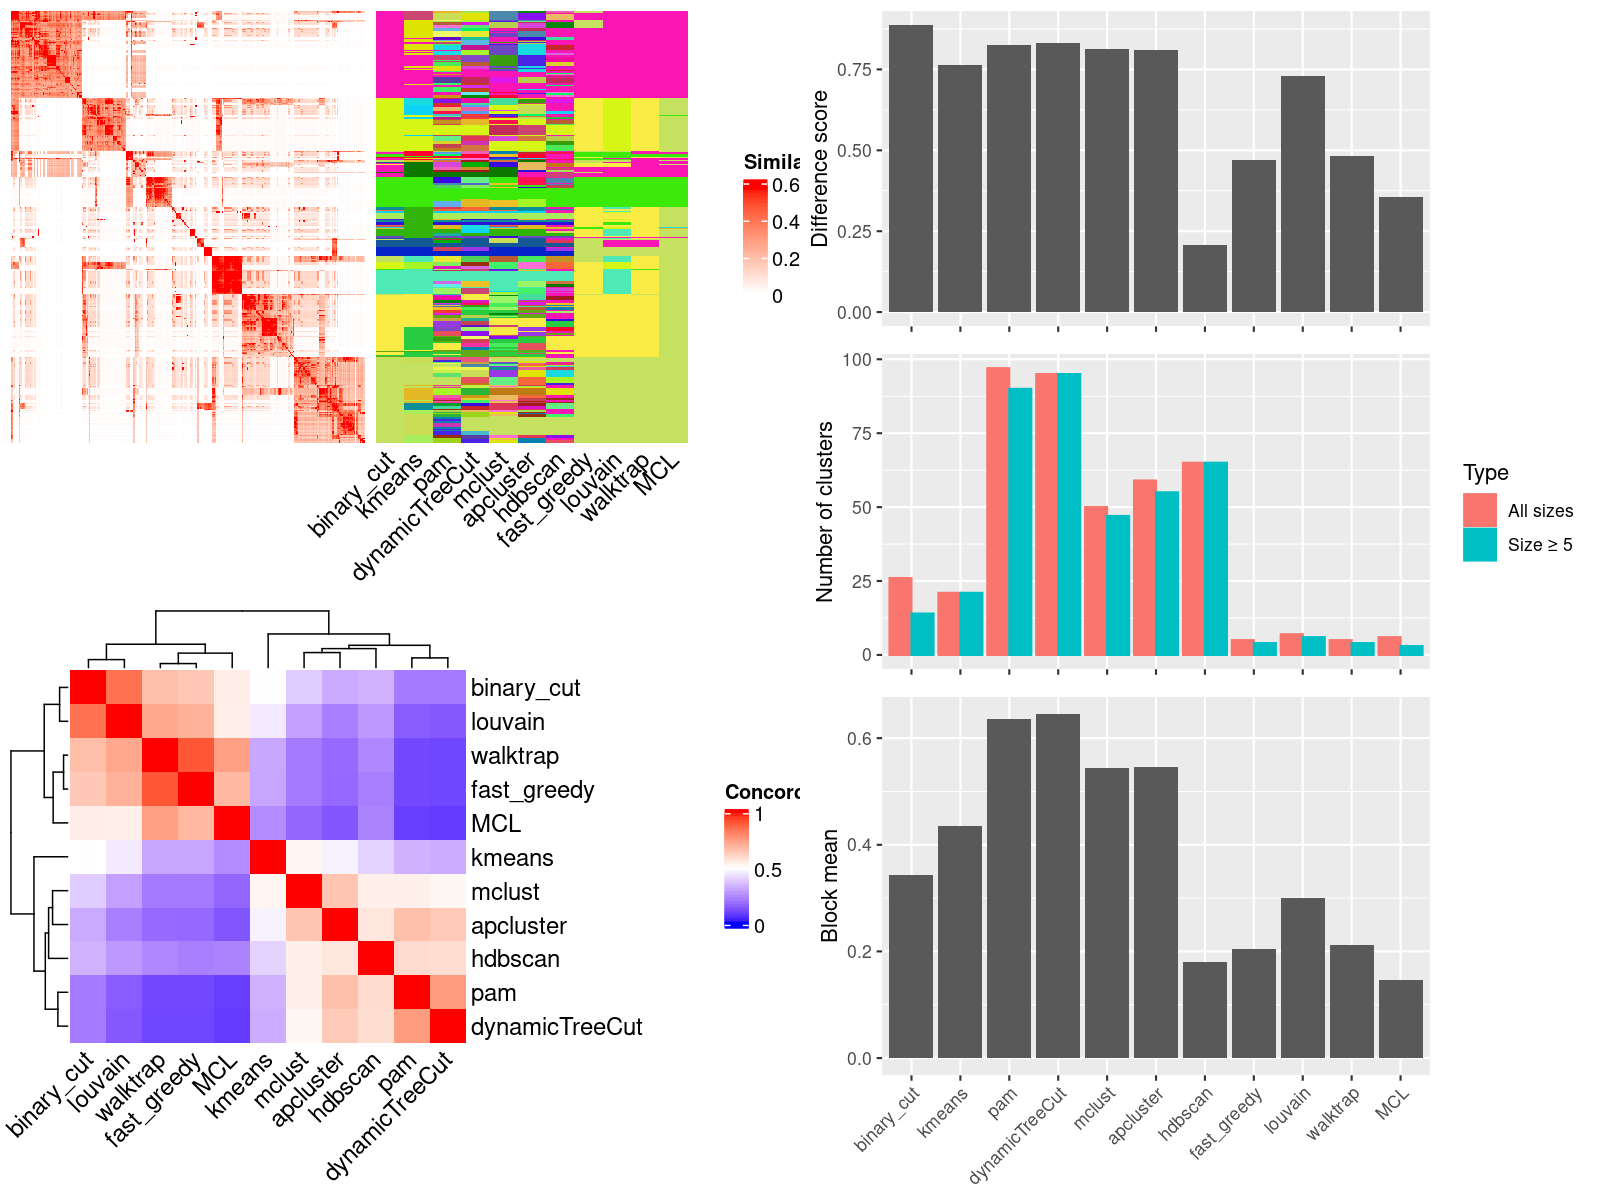 Simila
0.6
0.4
0.2
0
binary_cut
kmeans
pam
dynamicTreeCut
mclust
apcluster
hdbscan
fast_greedy
louvain
walktrap
MCL
binary_cut
louvain
walktrap
fast_greedy
MCL
kmeans
mclust
apcluster
hdbscan
pam
dynamicTreeCut
binary_cut
louvain
walktrap
fast_greedy
MCL
kmeans
mclust
apcluster
hdbscan
pam
dynamicTreeCut
Concord
1
0.5
0
Difference score
0.75
0.50
0.25
0.00
Number of clusters
100
75
50
25
0
Type
All sizes
Size ≥ 5
Block mean
0.6
0.4
0.2
0.0
binary_cut
kmeans
pam
dynamicTreeCut
mclust
apcluster
hdbscan
fast_greedy
louvain
walktrap
MCL